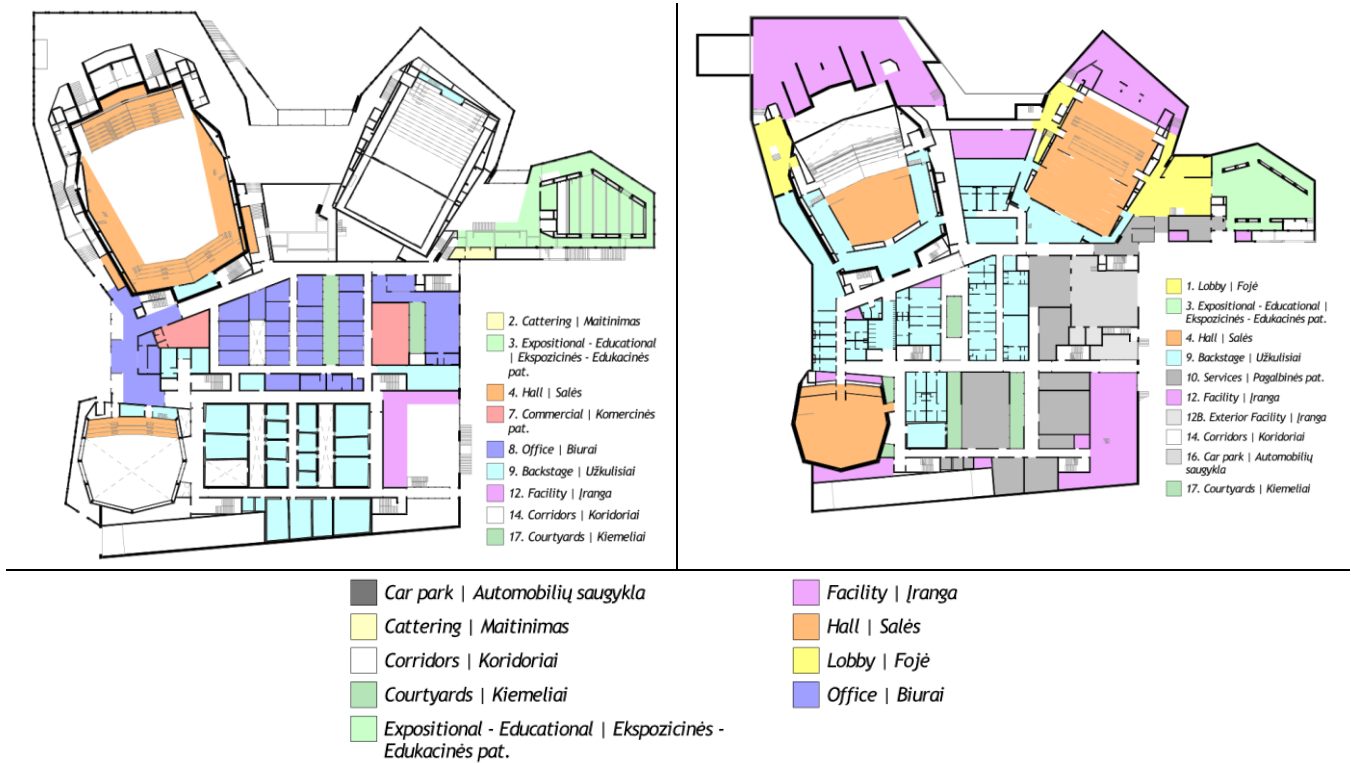 2. Cattering | Maitinimas
3. Expositional - Educational
| Ekspozicinės - Edukacinės
pat.
4. Hall | Salės
7. Commercial | Komercinės
pat.
8. Office | Biurai
9. Backstage | Užkulisiai
12. Facility | Įranga
14. Corridors | Koridoriai
17. Courtyards | Kiemeliai
1. Lobby | Fojė
3. Expositional - Educational |
Ekspozicinės - Edukacinės pat.
4. Hall | Salės
9. Backstage | Užkulisiai
10. Services | Pagalbinės pat.
12. Facility | Įranga
12B. Exterior Facility | Įranga
14. Corridors | Koridoriai
16. Car park | Automobilių
saugykla
17. Courtyards | Kiemeliai
Car park | Automobilių saugykla
Cattering | Maitinimas
Corridors | Koridoriai
Courtyards | Kiemeliai
Expositional - Educational | Ekspozicinės -
Edukacinės pat.
Facility | Įranga
Hall | Salės
Lobby | Fojė
Office | Biurai